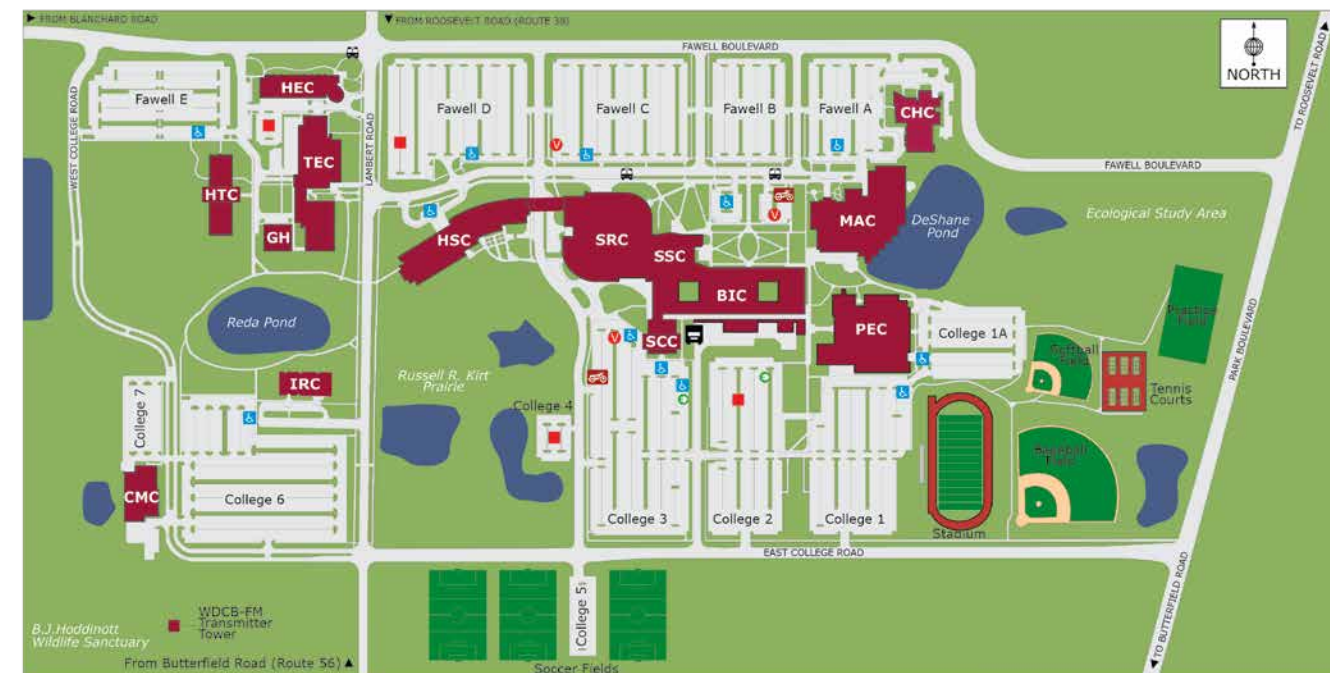 FROM BLANCHARD ROAD
FROM ROOSEVELT ROAD (ROUTE 38)
FAWELL BOULEVARD
NORTH
TO ROOSEVELT ROAD
Fawell E
HEC
Fawell D
Fawell C
Fawell B
Fawell A
CHC
WEST COLLEGE ROAD
LAMBERT ROAD
TEC
HTC
GH
FAWELL BOULEVARD
V
V
HSC
SRC
SSC
MAC
DeShane
Pond
Ecological Study Area
BIC
Reda Pond
V
SCC
PEC
College 1A
Practice
Field
Softball
Field
Tennis
Courts
PARK BOULEVARD
IRC
Russell R. Kirt
Prairie
College 7
College 4
CMC
College 6
College 3
College 2
College 1
Baseball
Field
Stadium
EAST COLLEGE ROAD
College 5
Soccer Fields
WDCB-FM
Transmitter
Tower
B.J.Hoddinott
Wildlife Sanctuary
From Butterfield Road (Route 56)
TO BUTTERFIELD ROAD